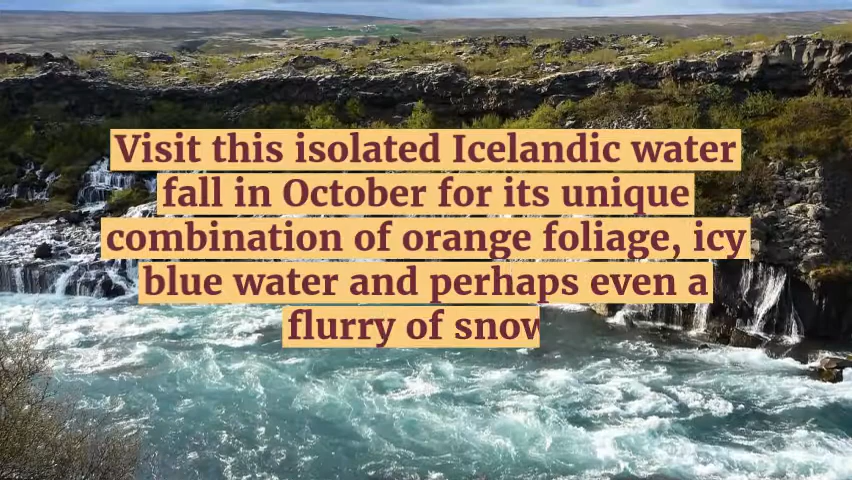 Visit this isolated Icelandic water
fall in October for its unique
combination of orange foliage, icy
blue water and perhaps even a
flurry of snow